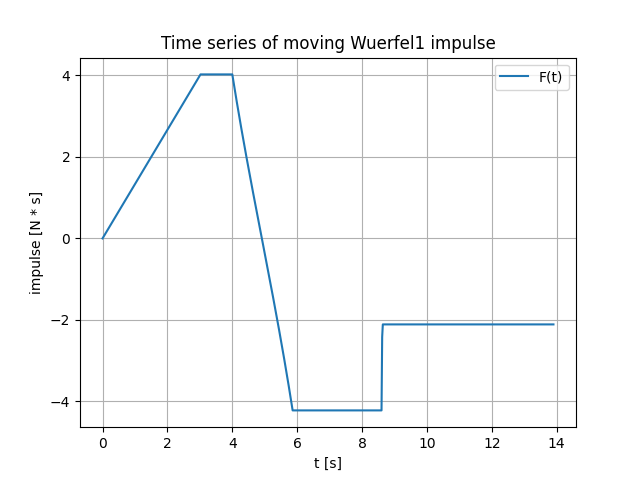 Time series of moving Wuerfel1 impulse
F(t)
impulse [N * s]
4
2
0
−2
−4
0 2 4 6 8 10 12 14
t [s]